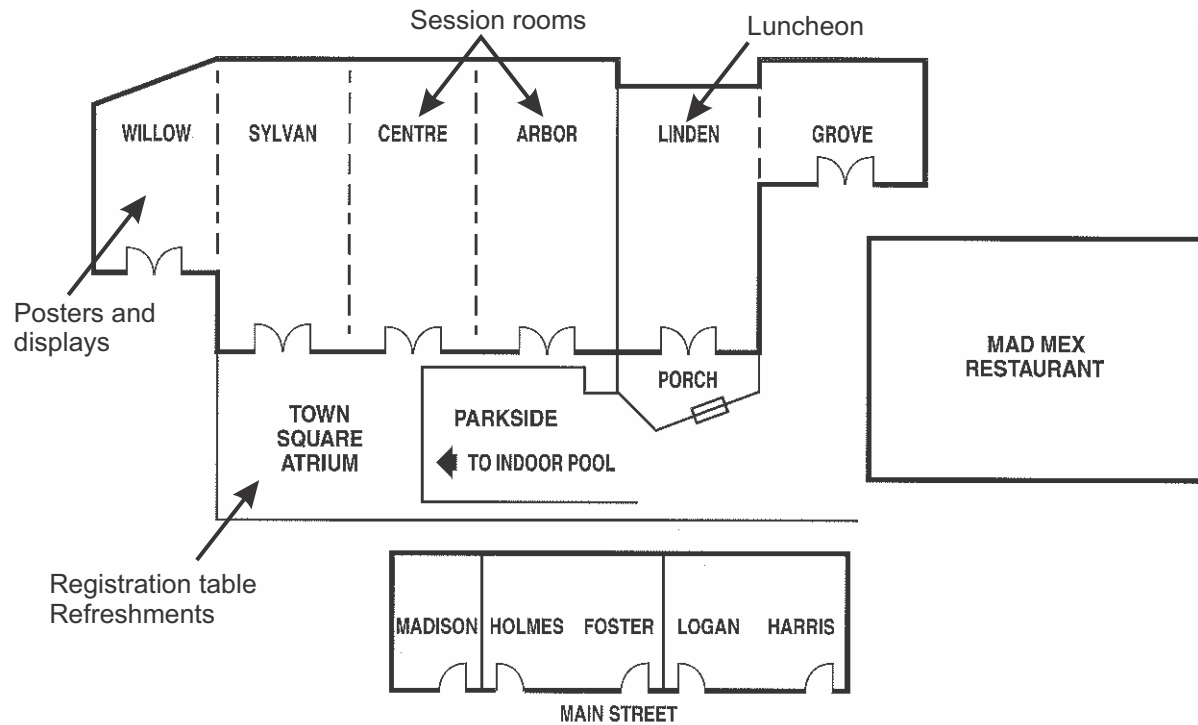 Session rooms
Luncheon
WILLOW
SYLVAN
CENTRE
ARBOR
LINDEN
GROVE
Posters and
displays
MAD MEX
RESTAURANT
PORCH
TOWN
SQUARE
ATRIUM
PARKSIDE
TO INDOOR POOL
Registration table
Refreshments
MADISON
HOLMES
FOSTER
LOGAN
HARRIS
MAIN STREET